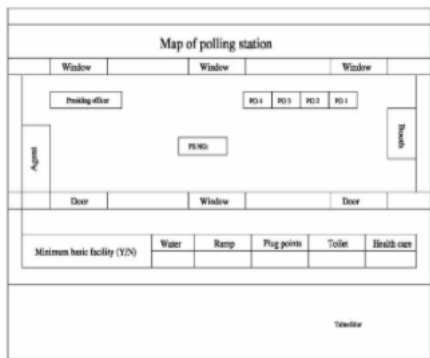 Map of polling station
Window Window Window
Presiding officer PO 4 PO 3 PO 2 PO 1
Booth
Agent
PS NO:
Door Window Door
Minimum basic facility (Y/N) Water Ramp Plug points Toilet Health care
Tahsildar